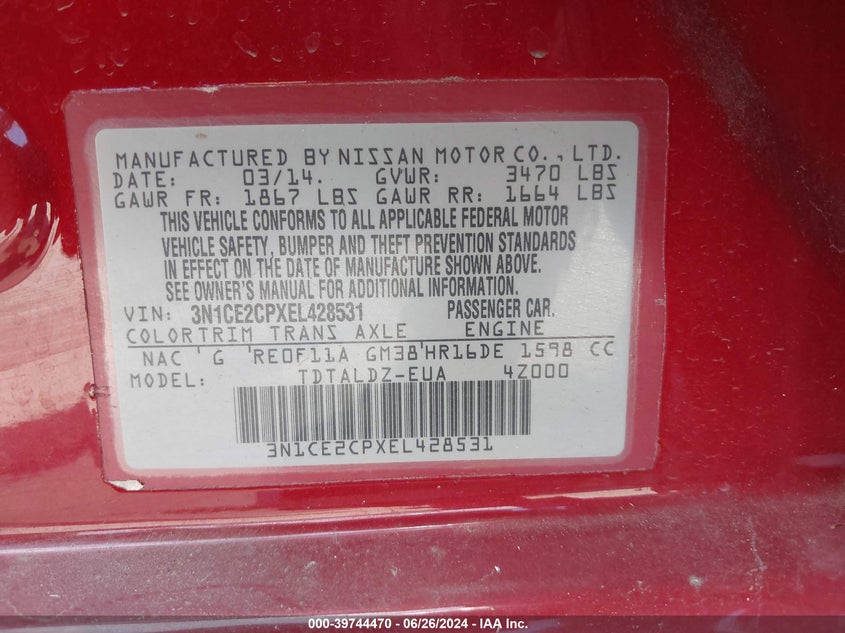 MANUFACTURED BY NISSAN MOTOR CO., LTD.
DATE: 03/14. GVWR: 3470 LBS
GAWR FR: 1867 LBS GAWR RR: 1664 LBS
THIS VEHICLE CONFORMS TO ALL APPLICABLE FEDERAL MOTOR
VEHICLE SAFETY, BUMPER AND THEFT PREVENTION STANDARDS
IN EFFECT ON THE DATE OF MANUFACTURE SHOWN ABOVE.
SEE OWNER'S MANUAL FOR ADDITIONAL INFORMATION.
VIN: 3N1CE2CPXEL428531 PASSENGER CAR.
COLOR TRIM TRANS AXLE ENGINE
NAC ' G ' RE0F11A GM38 ' HR16DE 1598 CC
MODEL: TDTALDZ-EUA 4Z000
3N1CE2CPXEL428531
000-39744470 - 06/26/2024 - IAA Inc.